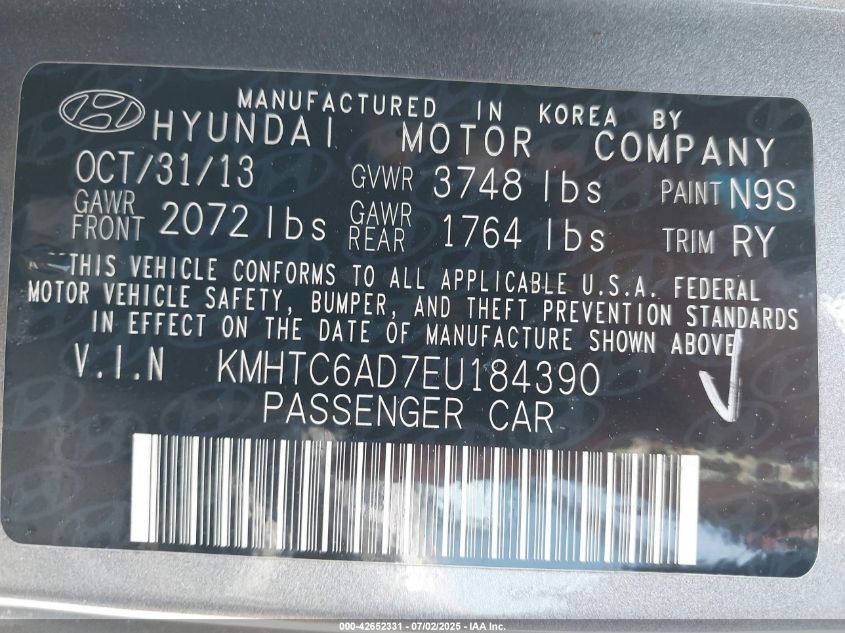 MANUFACTURED IN KOREA BY
HYUNDAI MOTOR COMPANY
OCT/31/13 GVWR 3748 lbs PAINT N9S
GAWR FRONT 2072 lbs GAWR REAR 1764 lbs TRIM RY
THIS VEHICLE CONFORMS TO ALL APPLICABLE U.S.A. FEDERAL
MOTOR VEHICLE SAFETY, BUMPER, AND THEFT PREVENTION STANDARDS
IN EFFECT ON THE DATE OF MANUFACTURE SHOWN ABOVE
V.I.N KMHTC6AD7EU184390
PASSENGER CAR
000-42652331 - 07/02/2025 - IAA Inc.